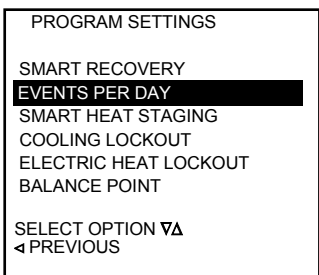 PROGRAM SETTINGS
SMART RECOVERY
EVENTS PER DAY
SMART HEAT STAGING
COOLING LOCKOUT
ELECTRIC HEAT LOCKOUT
BALANCE POINT
SELECT OPTION ∇∆
⊲ PREVIOUS